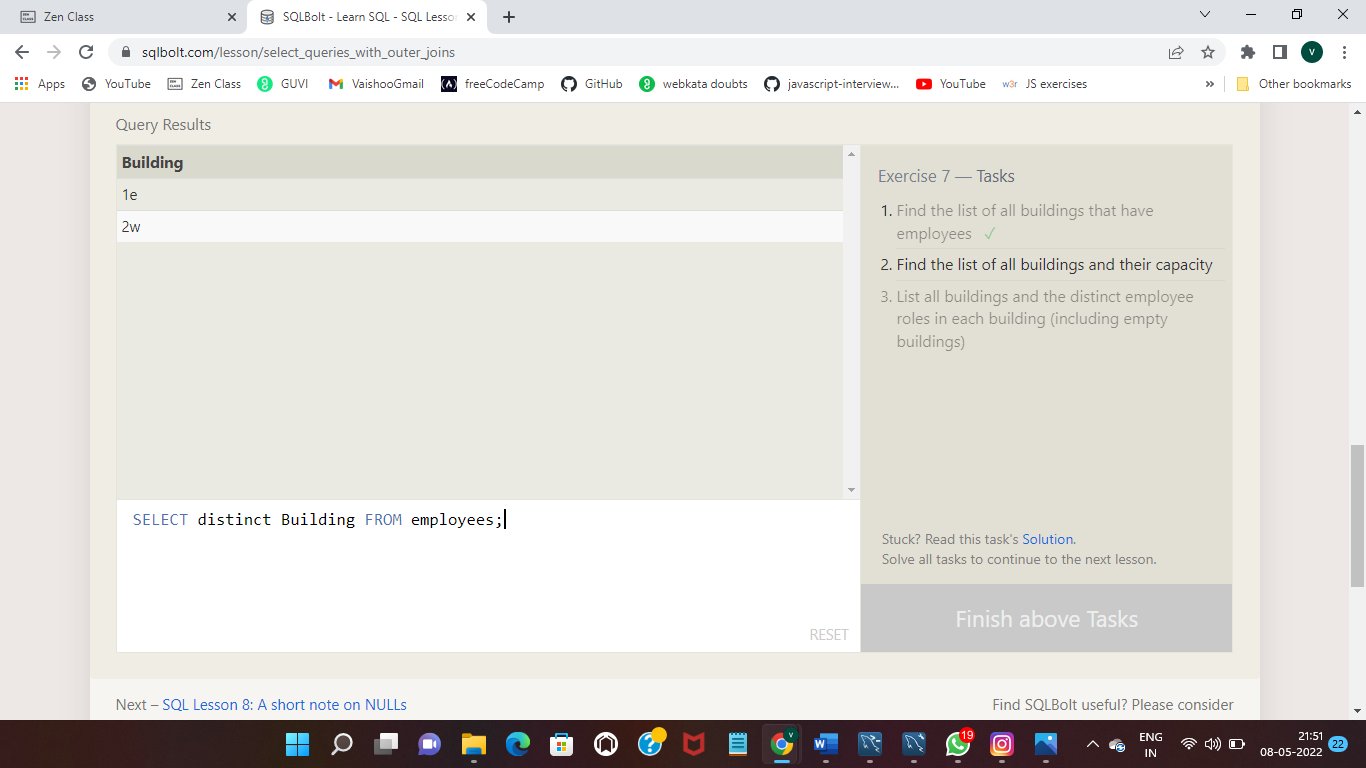 Zen Class
SQLBolt - Learn SQL - SQL Lesso
sqlbolt.com/lesson/select_queries_with_outer_joins
V
Apps YouTube Zen Class GUVI VaishooGmail freeCodeCamp GitHub webkata doubts javascript-interview... YouTube w3r JS exercises » Other bookmarks
Query Results
Building
1e
2w
Exercise 7 — Tasks
1. Find the list of all buildings that have
employees ✓
2. Find the list of all buildings and their capacity
3. List all buildings and the distinct employee
roles in each building (including empty
buildings)
SELECT distinct Building FROM employees;
RESET
Stuck? Read this task's Solution.
Solve all tasks to continue to the next lesson.
Finish above Tasks
Next – SQL Lesson 8: A short note on NULLs
Find SQLBolt useful? Please consider
V
19
ENG
IN
21:51
08-05-2022
22